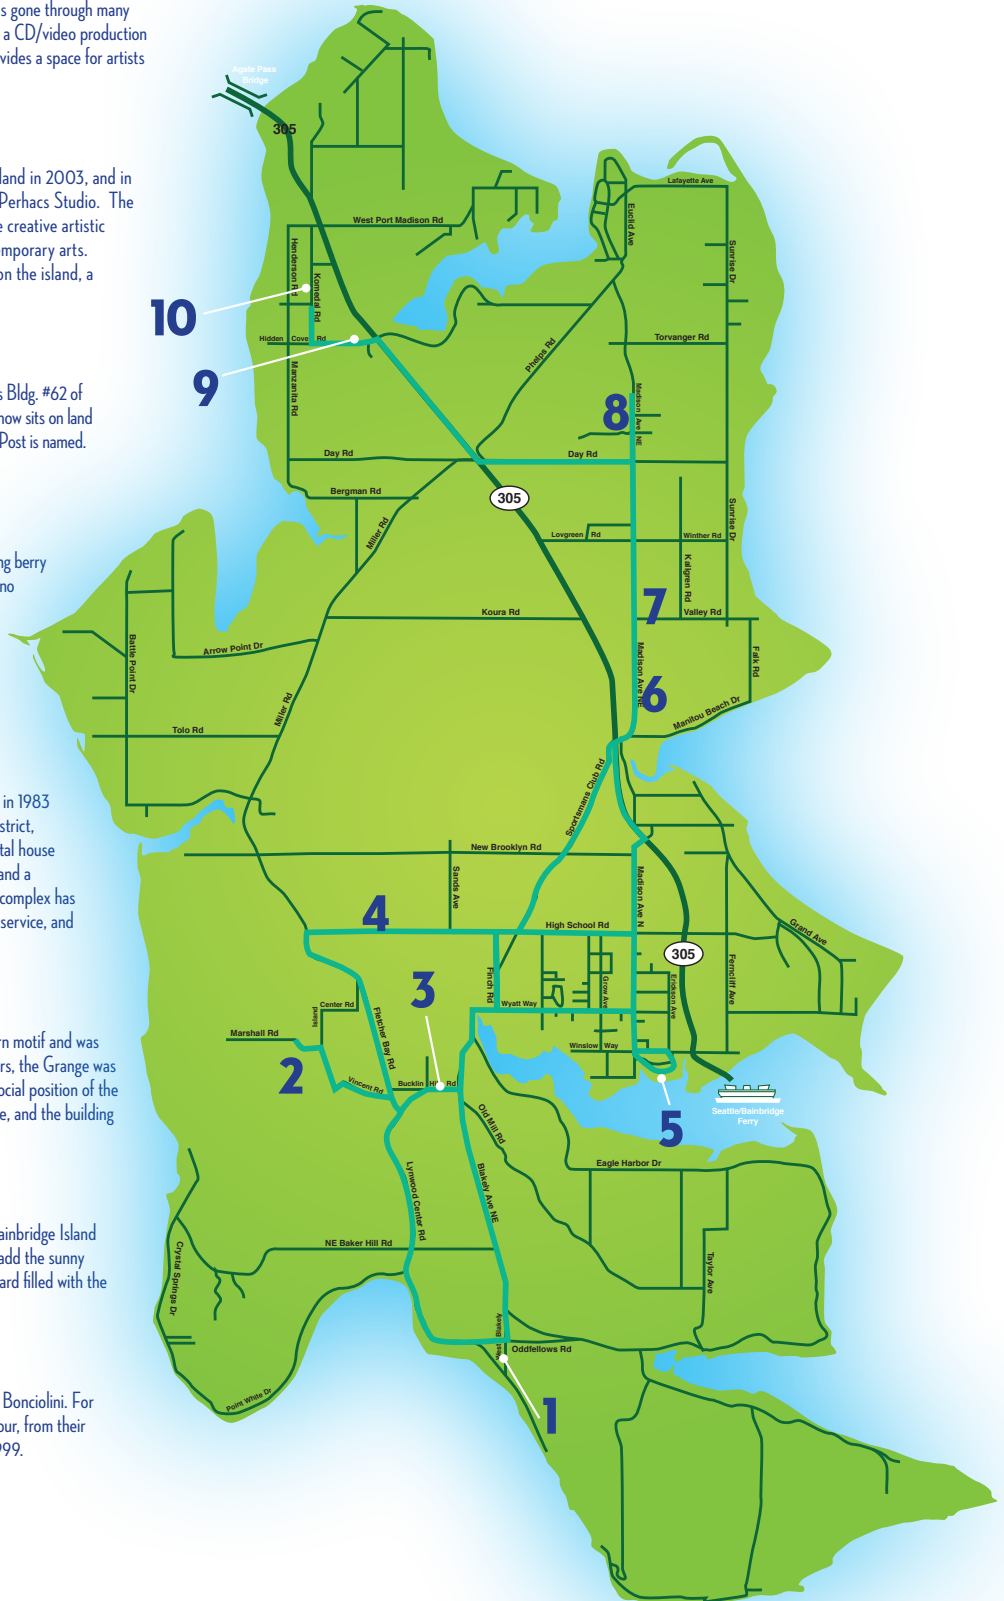 s gone through many
a CD/video production
vides a space for artists
land in 2003, and in
Perhacs Studio. The
e creative artistic
mporary arts.
on the island, a
s Bldg. #62 of
now sits on land
Post is named.
ng berry
no
in 1983
strict,
tal house
and a
complex has
service, and
rn motif and was
rs, the Grange was
ocial position of the
e, and the building
ainbridge Island
add the sunny
ard filled with the
Bonciolini. For
our, from their
999.
Agate Pass
Bridge
305
West Port Madison Rd
Henderson Rd
Komedal Rd
10
Hidden Cove Rd
9
Manzanita Rd
Lafayette Ave
Euclid Ave
Sunrise Dr
Torvanger Rd
Phelps Rd
Madison Ave NE
8
Day Rd
Day Rd
Bergman Rd
305
Miller Rd
Lovgreen Rd
Winther Rd
Sunrise Dr
Kallgren Rd
7
Valley Rd
Koura Rd
Battle Point Dr
Arrow Point Dr
Madison Ave NE
Falk Rd
6
Miller Rd
Manitou Beach Dr
Tolo Rd
Sportsmans Club Rd
New Brooklyn Rd
Sands Ave
Madison Ave N
4
High School Rd
Grand Ave
305
Ferncliff Ave
3
Finch Rd
Grow Ave
Erickson Ave
Wyatt Way
Center Rd
Island
Fletcher Bay Rd
Marshall Rd
Winslow Way
2
Vincent Rd
Bucklin Hill Rd
5
Seattle/Bainbridge
Ferry
Old Mill Rd
Eagle Harbor Dr
Lynwood Center Rd
Blakely Ave NE
NE Baker Hill Rd
Crystal Springs Dr
Taylor Ave
West Blakely
Oddfellows Rd
Point White Dr
1